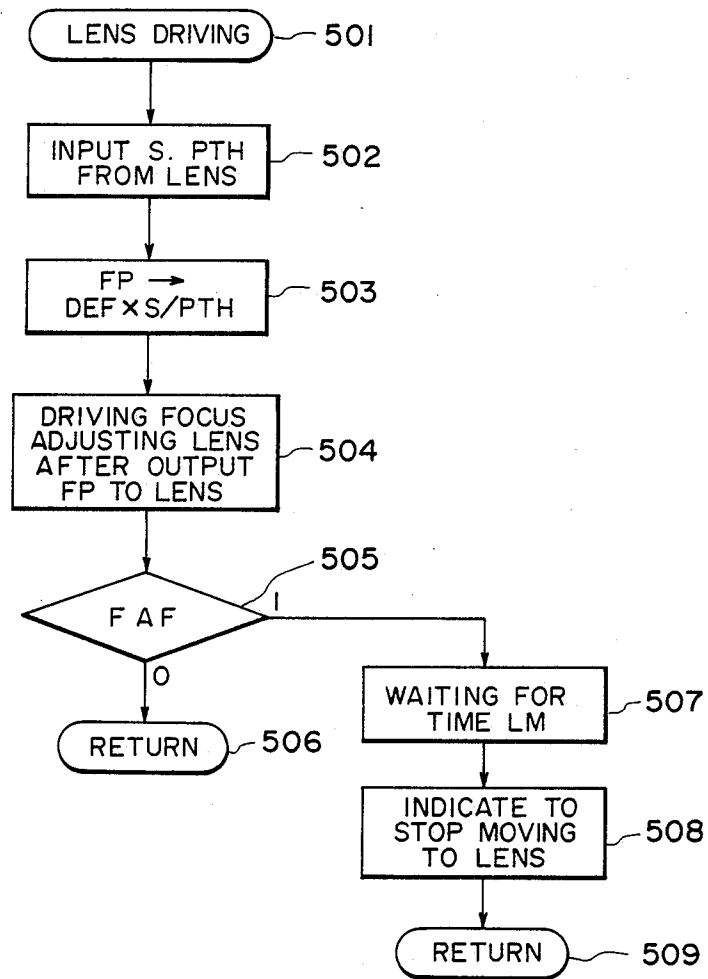 LENS DRIVING
501
INPUT S. PTH
FROM LENS
502
FP →
DEF×S/PTH
503
DRIVING FOCUS
ADJUSTING LENS
AFTER OUTPUT
FP TO LENS
504
505
FAF
1
0
RETURN
506
WAITING FOR
TIME LM
507
INDICATE TO
STOP MOVING
TO LENS
508
RETURN
509